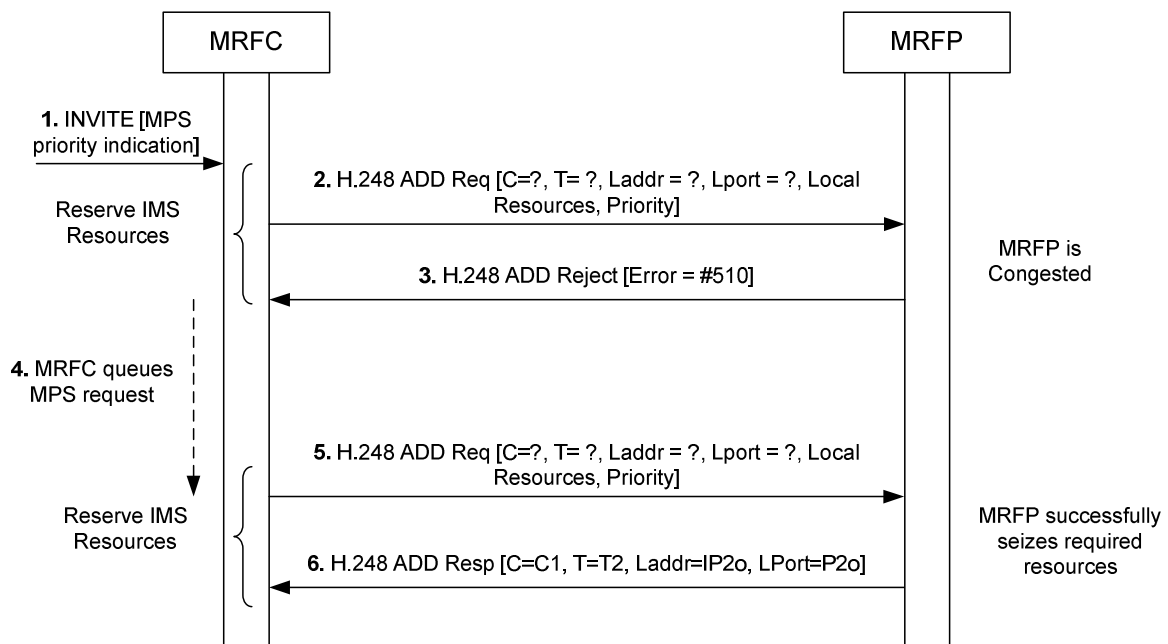 MRFC
MRFP
1. INVITE [MPS
priority indication]
2. H.248 ADD Req [C=?, T= ?, Laddr = ?, Lport = ?, Local
Resources, Priority]
Reserve IMS
Resources
MRFP is
Congested
3. H.248 ADD Reject [Error = #510]
4. MRFC queues
MPS request
5. H.248 ADD Req [C=?, T= ?, Laddr = ?, Lport = ?, Local
Resources, Priority]
Reserve IMS
Resources
MRFP successfully
seizes required
resources
6. H.248 ADD Resp [C=C1, T=T2, Laddr=IP2o, LPort=P2o]